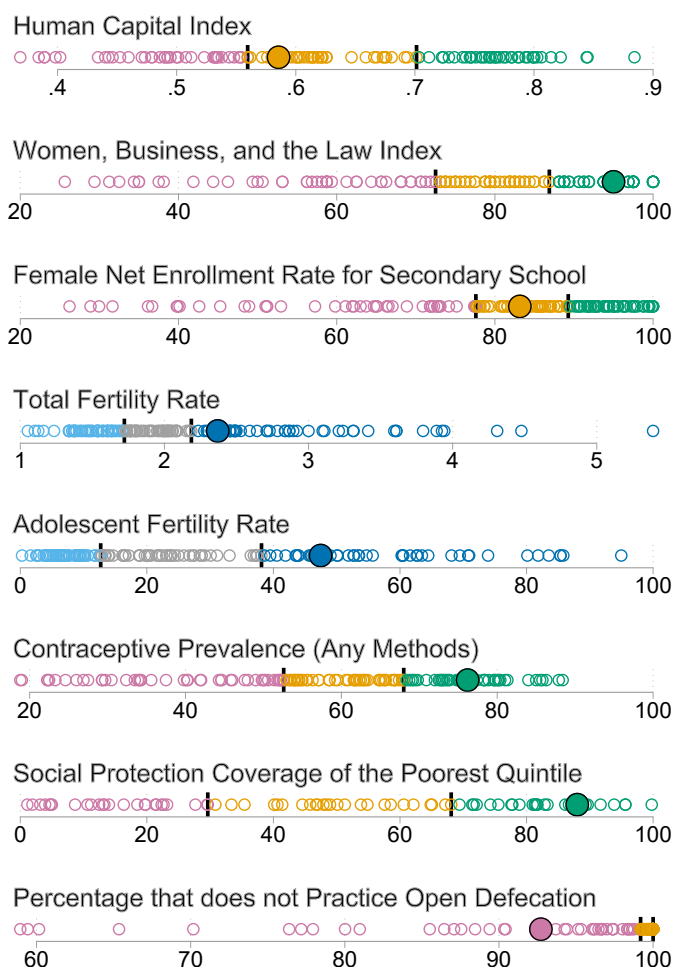 Human Capital Index
.4 .5 .6 .7 .8 .9
Women, Business, and the Law Index
20 40 60 80 100
Female Net Enrollment Rate for Secondary School
20 40 60 80 100
Total Fertility Rate
1 2 3 4 5
Adolescent Fertility Rate
0 20 40 60 80 100
Contraceptive Prevalence (Any Methods)
20 40 60 80 100
Social Protection Coverage of the Poorest Quintile
0 20 40 60 80 100
Percentage that does not Practice Open Defecation
60 70 80 90 100